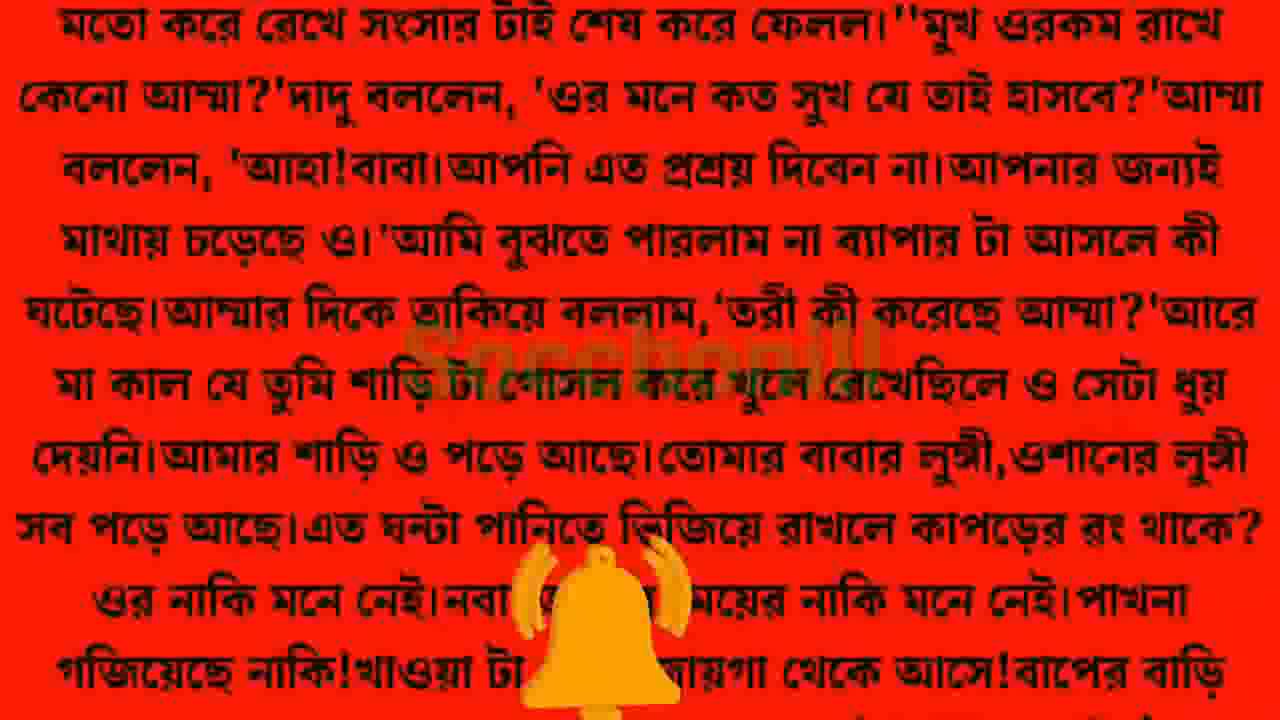 মতো করে রেখে সংসার টাই শেষ করে ফেলল।''মুখ ওরকম রাখে
কেনো আম্মা?'দাদু বললেন, 'ওর মনে কত সুখ যে তাই হাসবে?'আম্মা
বললেন, 'আহা!বাবা।আপনি এত প্রশ্রয় দিবেন না।আপনার জন্যই
মাথায় চড়েছে ও।'আমি বুঝতে পারলাম না ব্যাপার টা আসলে কী
ঘটেছে।আম্মার দিকে তাকিয়ে বললাম,‘তরী কী করেছে আম্মা?'আরে
মা কাল যে তুমি শাড়ি টা গোসল করে খুলে রেখেছিলে ও সেটা ধুয়
দেয়নি।আমার শাড়ি ও পড়ে আছে।তোমার বাবার লুঙ্গী,ওশানের লুঙ্গী
সব পড়ে আছে।এত ঘন্টা পানিতে ভিজিয়ে রাখলে কাপড়ের রং থাকে?
ওর নাকি মনে নেই।নবা নাকি মনে নেই।পাখনা
গজিয়েছে নাকি!খাওয়া টা থেকে আসে!বাপের বাড়ি